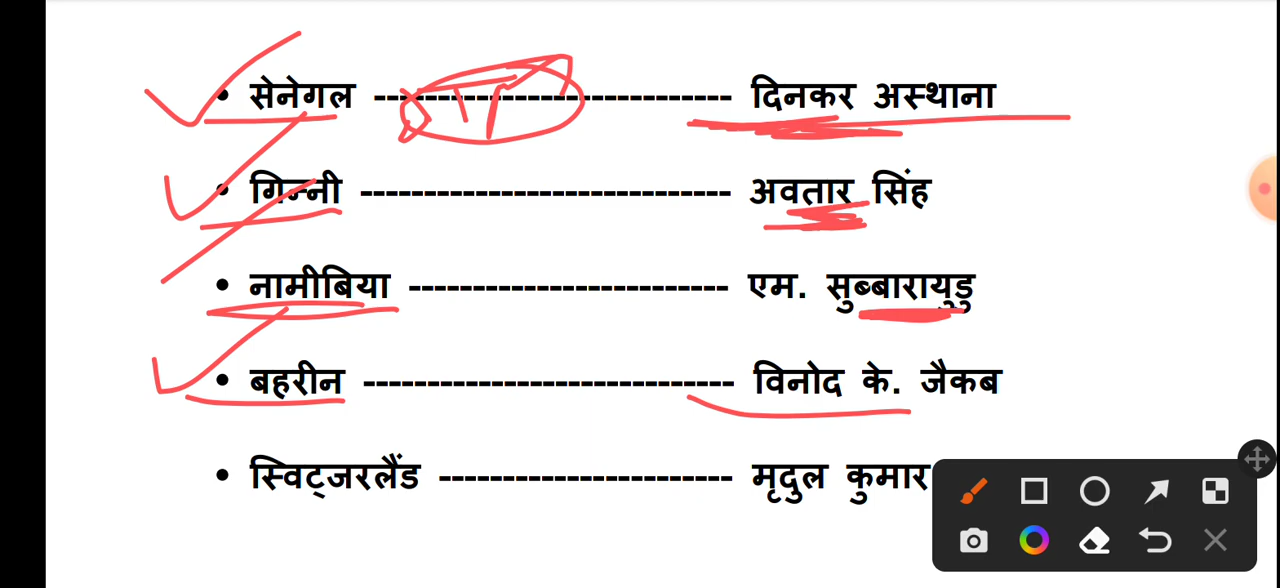 • सेनेगल ---------------------------- दिनकर अस्थाना
• गिन्नी ----------------------------- अवतार सिंह
• नामीबिया ------------------------- एम. सुब्बारायुडु
• बहरीन ----------------------------- विनोद के. जैकब
• स्विट्जरलैंड ----------------------- मृदुल कुमार